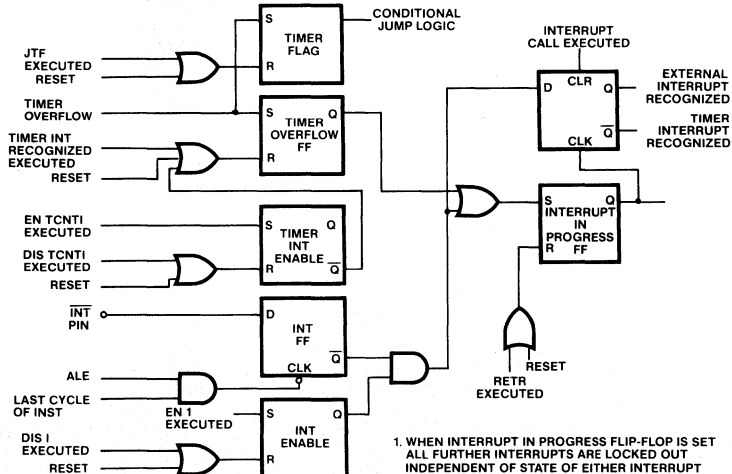 CONDITIONAL
JUMP LOGIC
S
TIMER
FLAG
R
JTF
EXECUTED
RESET
TIMER
OVERFLOW
S
Q
TIMER
OVERFLOW
FF
R
TIMER INT
RECOGNIZED
EXECUTED
RESET
EN TCNTI
EXECUTED
S
Q
TIMER
INT
ENABLE
R
Q
DIS TCNTI
EXECUTED
RESET
INT
PIN
D
INT
FF
Q
CLK
ALE
LAST CYCLE
OF INST
EN 1
EXECUTED
S
Q
INT
ENABLE
R
DIS I
EXECUTED
RESET
INTERRUPT
CALL EXECUTED
D
CLR
Q
Q
CLK
EXTERNAL
INTERRUPT
RECOGNIZED
TIMER
INTERRUPT
RECOGNIZED
S
Q
INTERRUPT
IN
PROGRESS
FF
R
RESET
RETR
EXECUTED
1. WHEN INTERRUPT IN PROGRESS FLIP-FLOP IS SET
ALL FURTHER INTERRUPTS ARE LOCKED OUT
INDEPENDENT OF STATE OF EITHER INTERRUPT